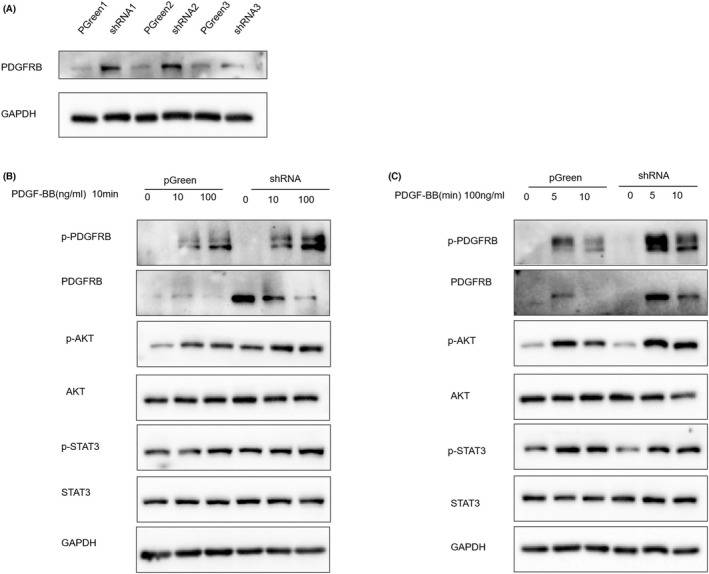 (A)
PGreen1 shRNA1 PGreen2 shRNA2 PGreen3 shRNA3
PDGFRB
GAPDH
(B)
pGreen shRNA
PDGF-BB(ng/ml) 10min 0 10 100 0 10 100
p-PDGFRB
PDGFRB
p-AKT
AKT
p-STAT3
STAT3
GAPDH
(C)
pGreen shRNA
PDGF-BB(min) 100ng/ml 0 5 10 0 5 10
p-PDGFRB
PDGFRB
p-AKT
AKT
p-STAT3
STAT3
GAPDH